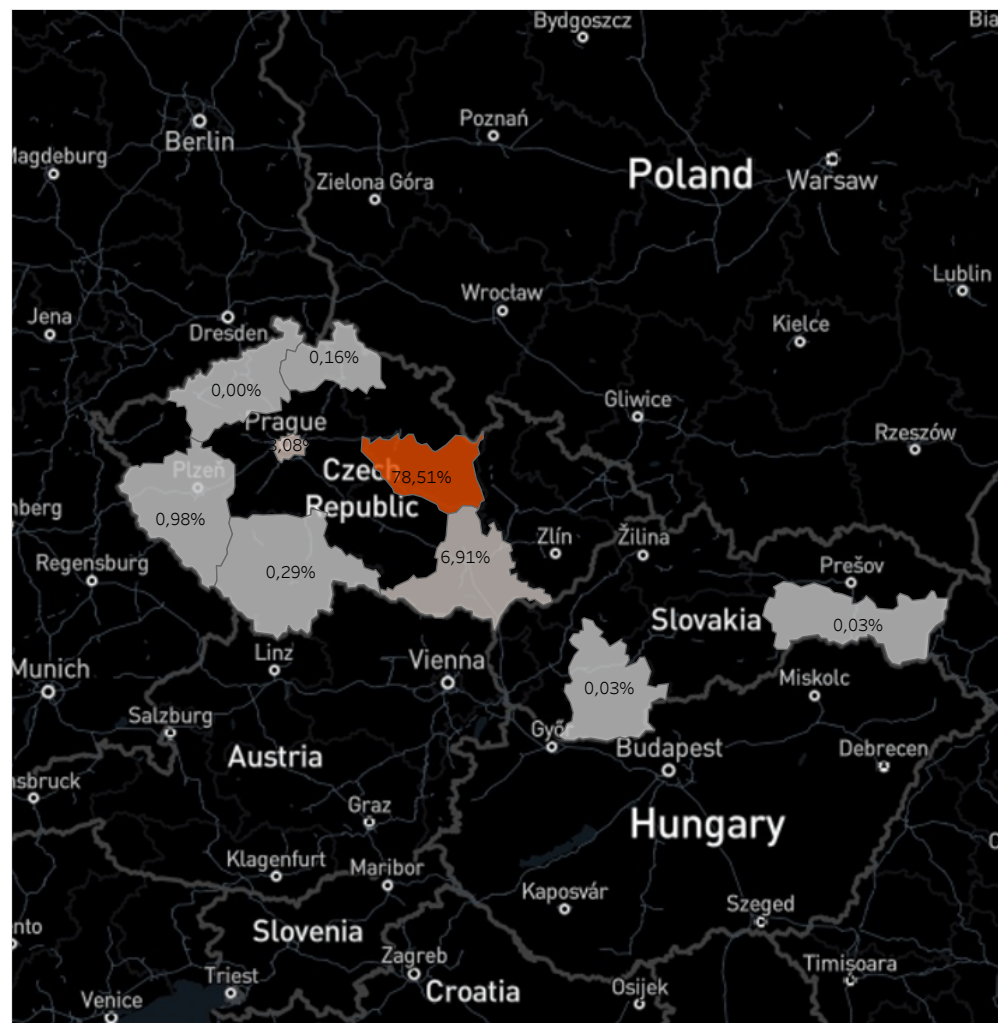 Bydgoszcz
Bia
Poznań
Berlin
Magdeburg
Poland
Warsaw
Zielona Góra
Lublin
Wrocław
Jena
Dresden
Kielce
0,16%
0,00%
Gliwice
Prague
Rzeszów
Plzeň
Czech
78,51%
Republic
nberg
0,98%
Zlín
Žilina
6,91%
Regensburg
0,29%
Prešov
Slovakia
0,03%
Linz
Vienna
Munich
Miskolc
0,03%
Salzburg
Győr
Budapest
Debrecen
Austria
nsbruck
Graz
Hungary
Klagenfurt
Maribor
Kaposvár
Szeged
nto
Slovenia
Zagreb
Timișoara
Triest
Croatia
Osijek
Venice